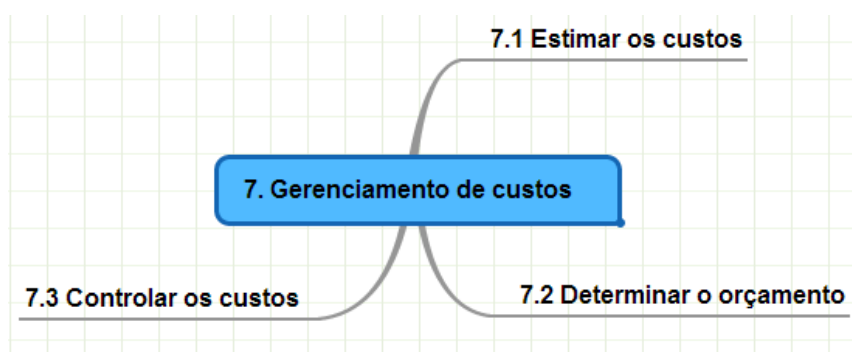 7.1 Estimar os custos
7. Gerenciamento de custos
7.2 Determinar o orçamento
7.3 Controlar os custos